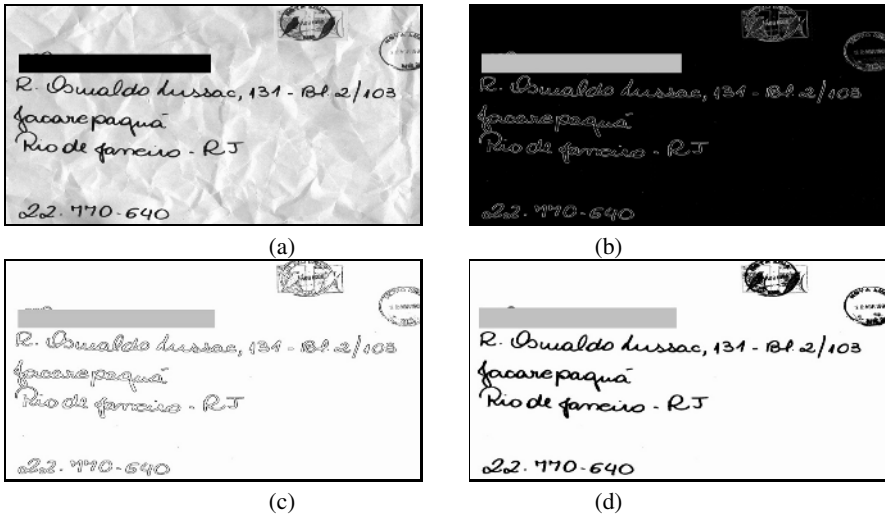 R. Oswaldo Lussac, 131 - Bl. 2/103
Jacarepaguá
Rio de Janeiro - RJ
22.770-640
(a)
R. Oswaldo Lussac, 131 - Bl. 2/103
Jacarepaguá
Rio de Janeiro - RJ
22.770-640
(b)
R. Oswaldo Lussac, 131 - Bl. 2/103
Jacarepaguá
Rio de Janeiro - RJ
22.770-640
(c)
R. Oswaldo Lussac, 131 - Bl. 2/103
Jacarepaguá
Rio de Janeiro - RJ
22.770-640
(d)